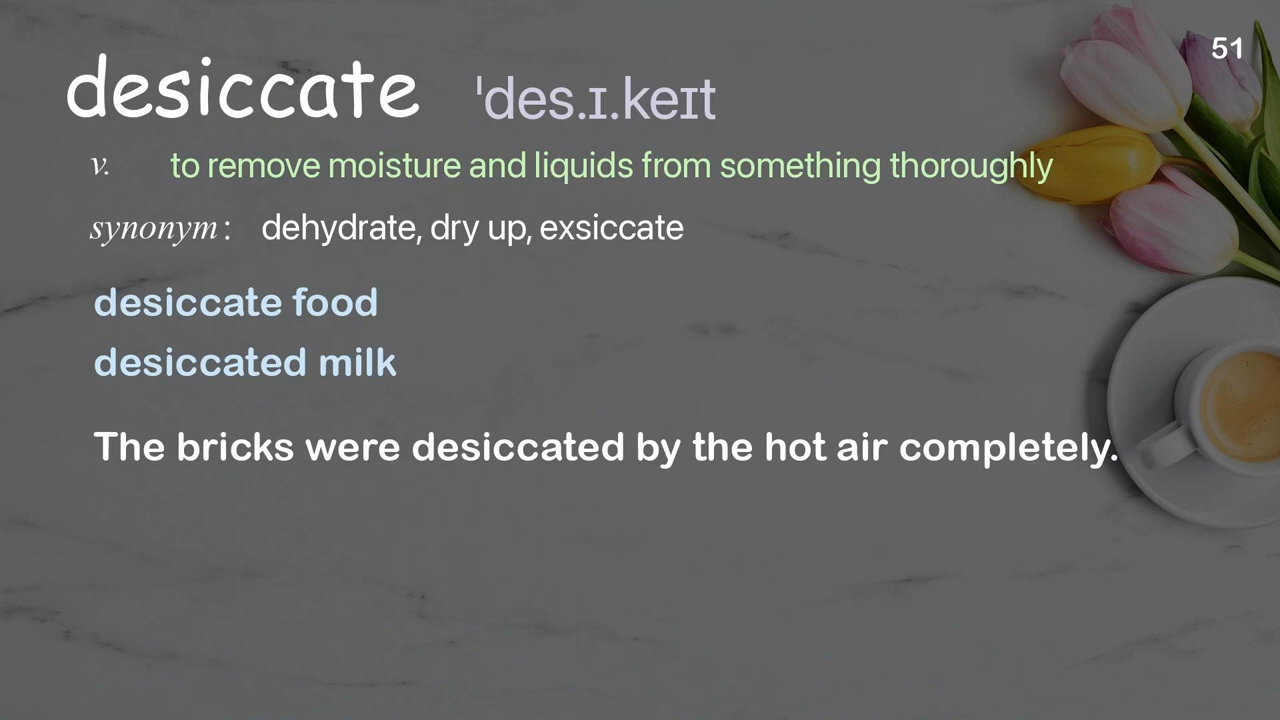 51
desiccate ˈdes.ɪ.keɪt
v. to remove moisture and liquids from something thoroughly
synonym: dehydrate, dry up, exsiccate
desiccate food
desiccated milk
The bricks were desiccated by the hot air completely.